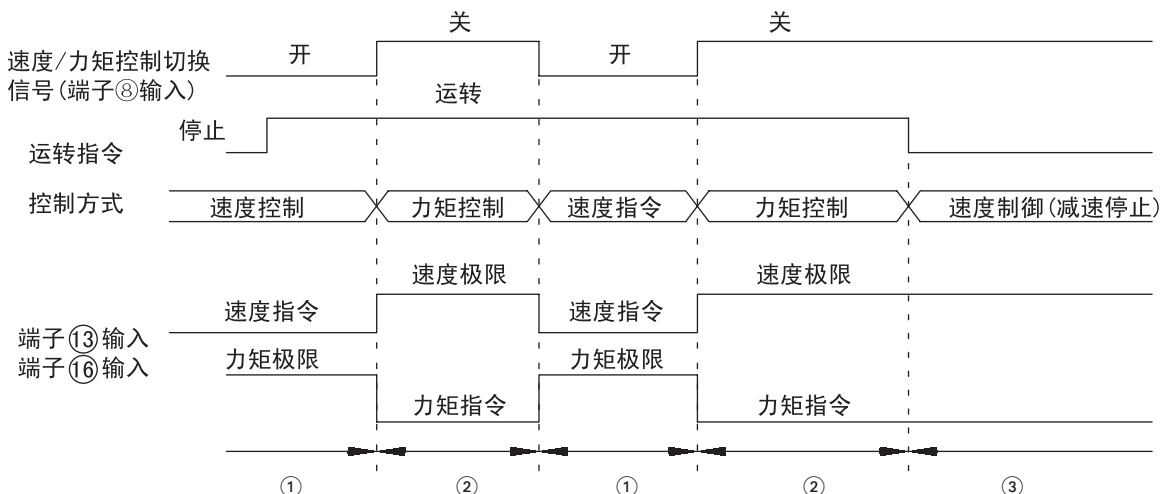 关
关
开
开
速度/力矩控制切换
信号(端子⑧输入)
运转
停止
运转指令
控制方式
速度控制
力矩控制
速度指令
力矩控制
速度制御(减速停止)
速度极限
速度极限
速度指令
速度指令
端子⑬输入
端子⑯输入
力矩极限
力矩极限
力矩指令
力矩指令
①
②
①
②
③